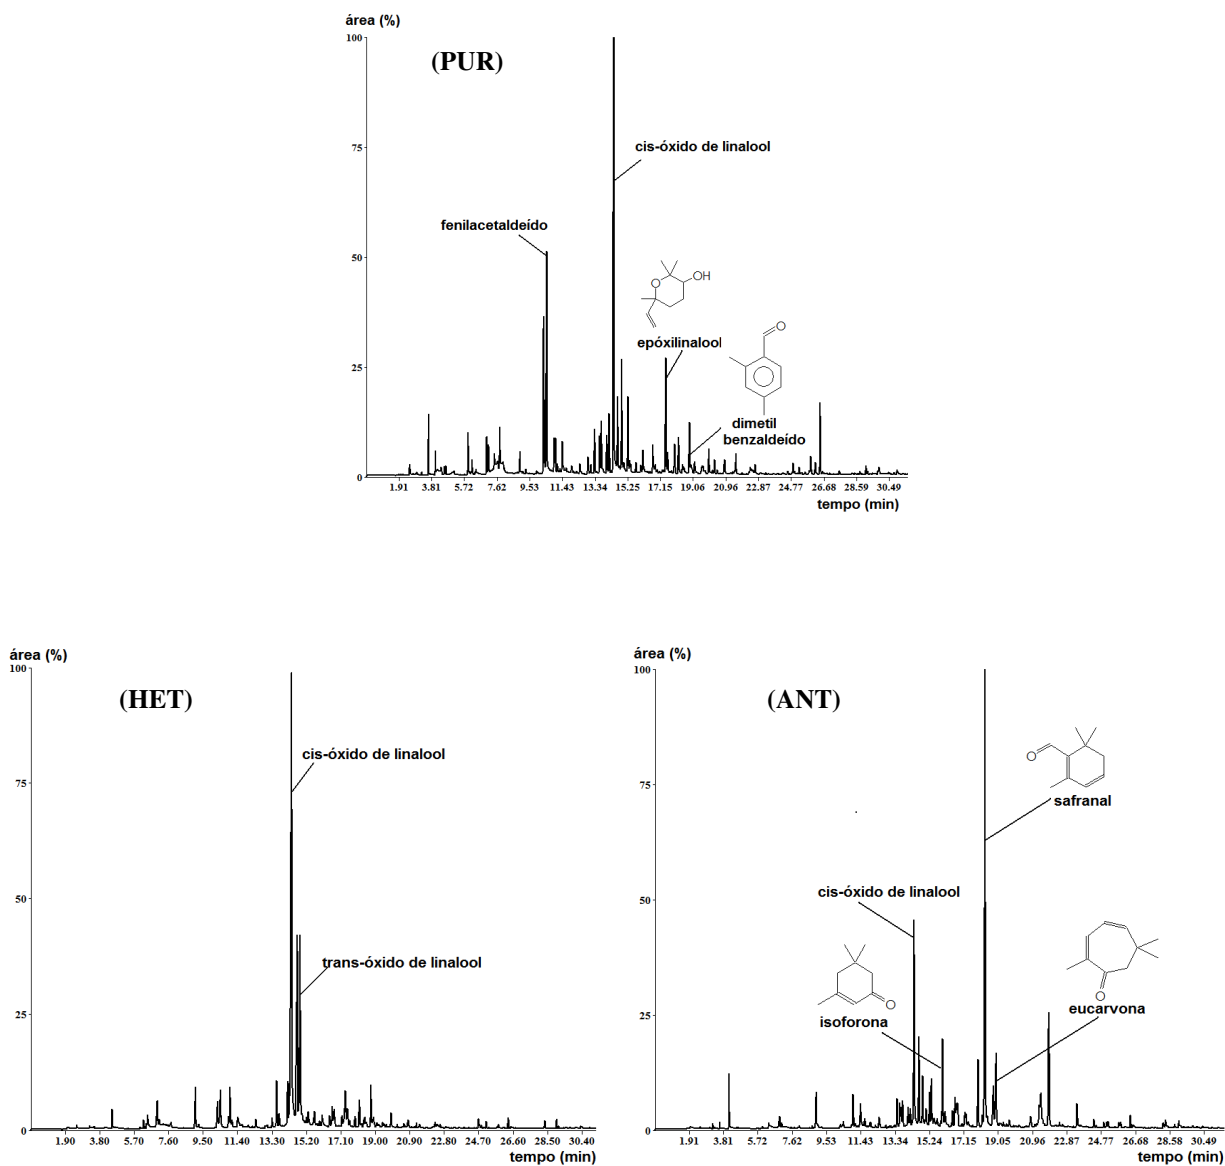 área (%)
(PUR)
100
75
50
25
0
cis-óxido de linalool
fenilacetaldeído
O
OH
epóxilinalool
O
dimetil
benzaldeído
1.91 3.81 5.72 7.62 9.53 11.43 13.34 15.25 17.15 19.06 20.96 22.87 24.77 26.68 28.59 30.49
tempo (min)
área (%)
(HET)
100
75
50
25
0
cis-óxido de linalool
trans-óxido de linalool
1.90 3.80 5.70 7.60 9.50 11.40 13.30 15.20 17.10 19.00 20.90 22.80 24.70 26.60 28.50 30.40
tempo (min)
área (%)
(ANT)
100
75
50
25
0
O
safranal
cis-óxido de linalool
O
isoforona
O
eucarvona
1.91 3.81 5.72 7.62 9.53 11.43 13.34 15.24 17.15 19.05 20.96 22.87 24.77 26.68 28.58 30.49
tempo (min)